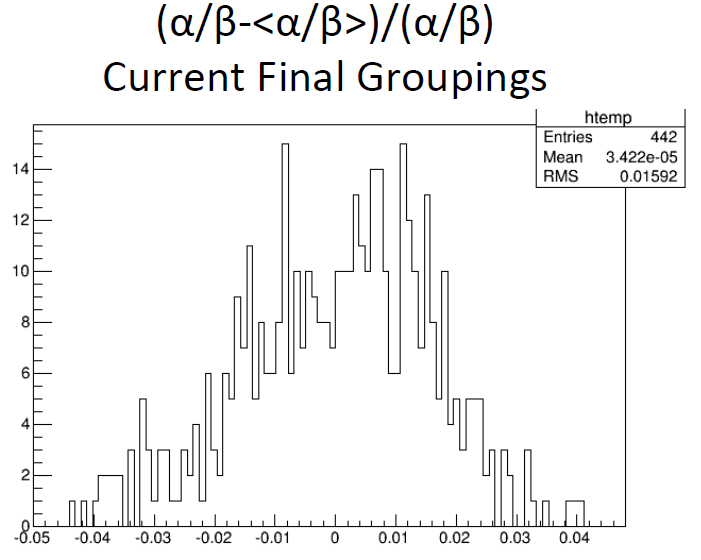 (α/β-<α/β>)/(α/β)
Current Final Groupings
htemp
Entries 442
Mean 3.422e-05
RMS 0.01592
14
12
10
8
6
4
2
0
-0.05 -0.04 -0.03 -0.02 -0.01 0 0.01 0.02 0.03 0.04